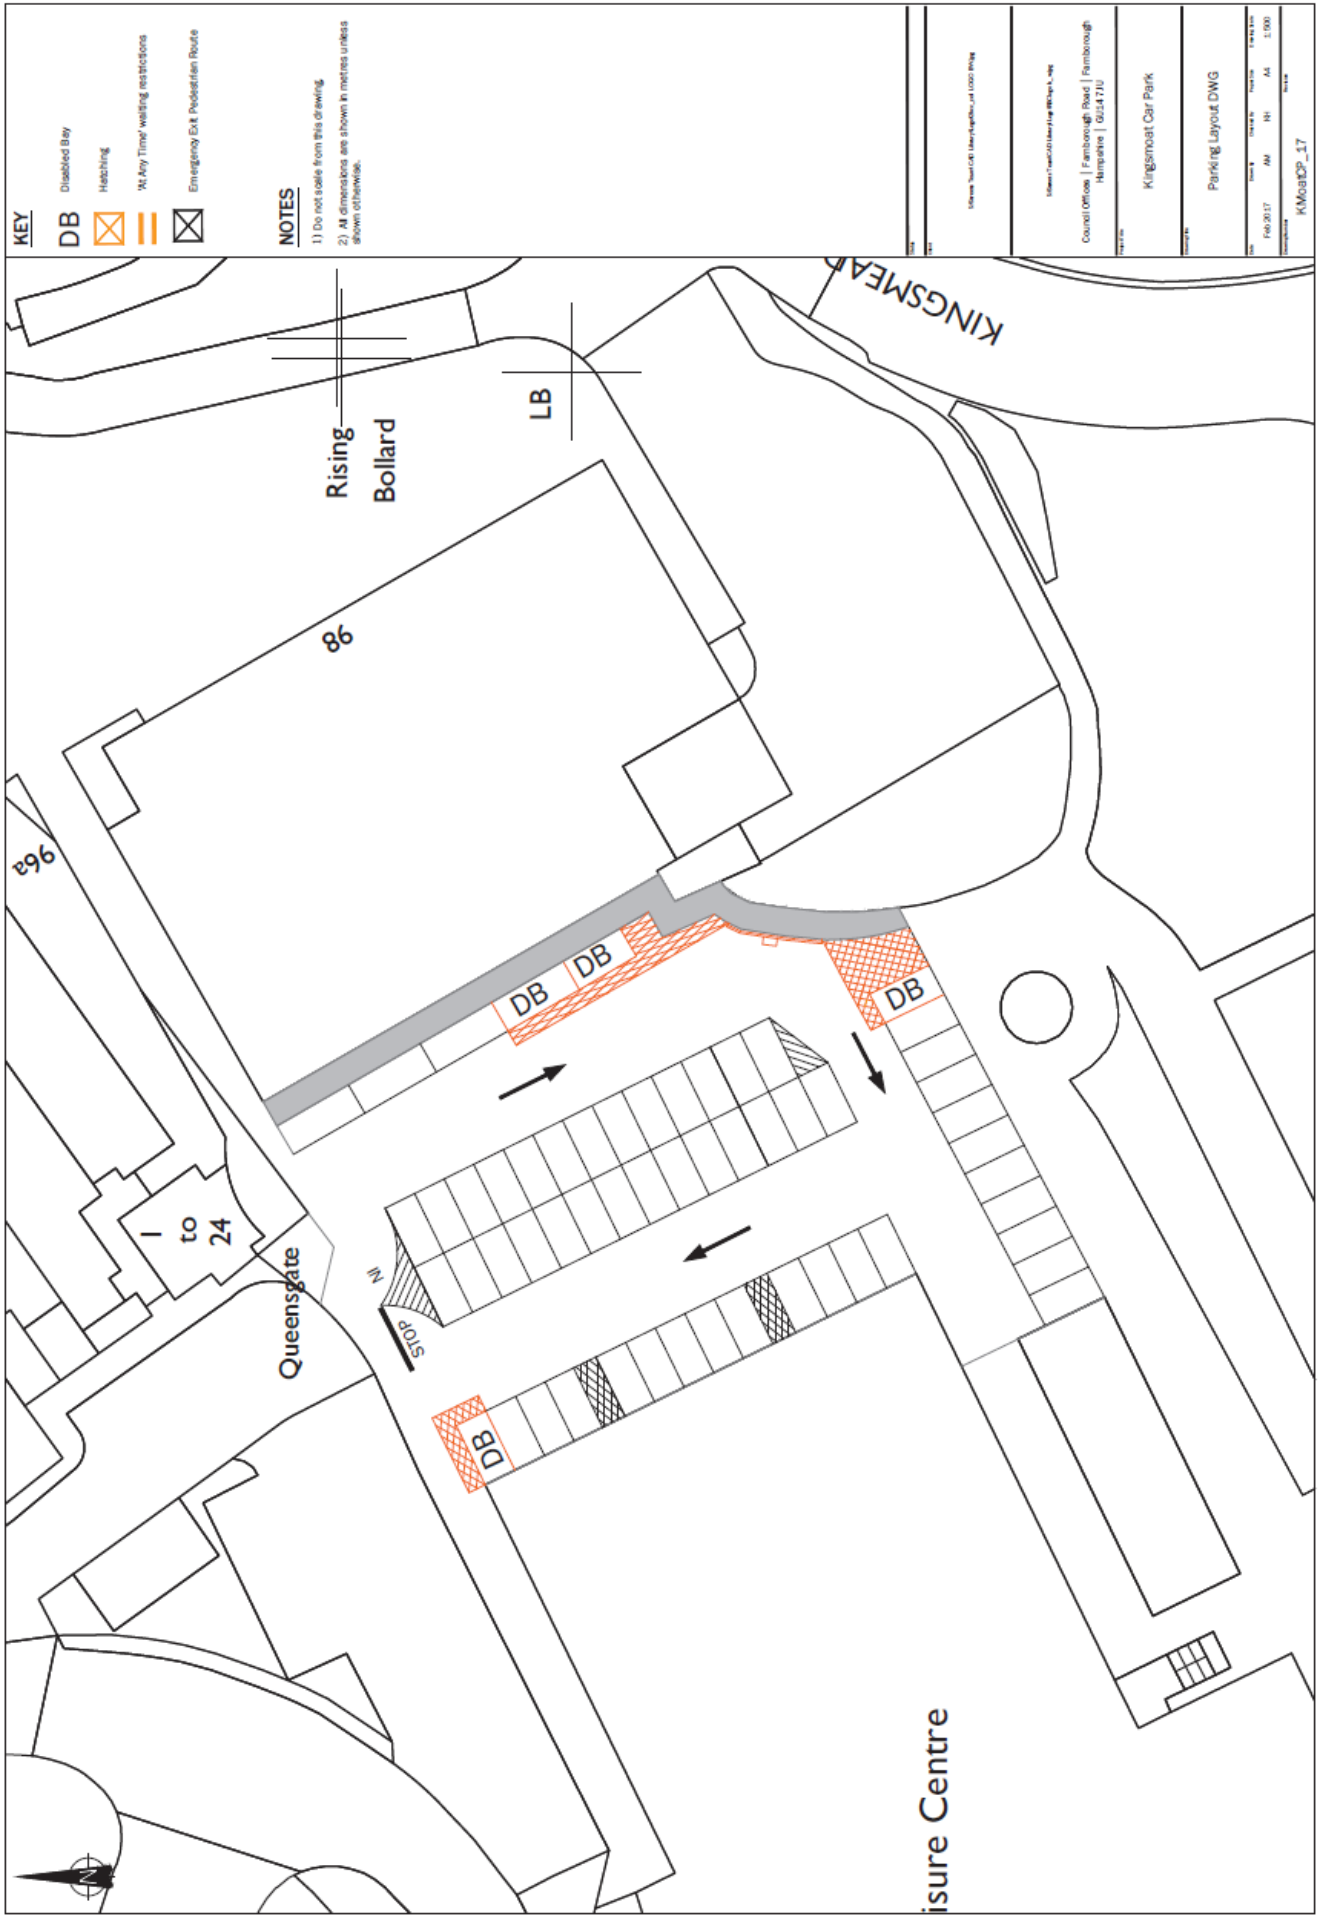 KEY
DB Disabled Bay
Hatching
'At Any Time' waiting restrictions
Emergency Exit Pedestrian Route
NOTES
1) Do not scale from this drawing.
2) All dimensions are shown in metres unless
shown otherwise.
Council Offices | Farnborough Road | Farnborough
Hampshire | GU14 7JU
Kingsmoat Car Park
Parking Layout DWG
Feb 2017 AM NH A4 1:500
KMoatCP_17
KINGSMEAD
Rising
Bollard
LB
98
96a
DB
DB
DB
1
to
24
Queensgate
IN
STOP
DB
isure Centre
N